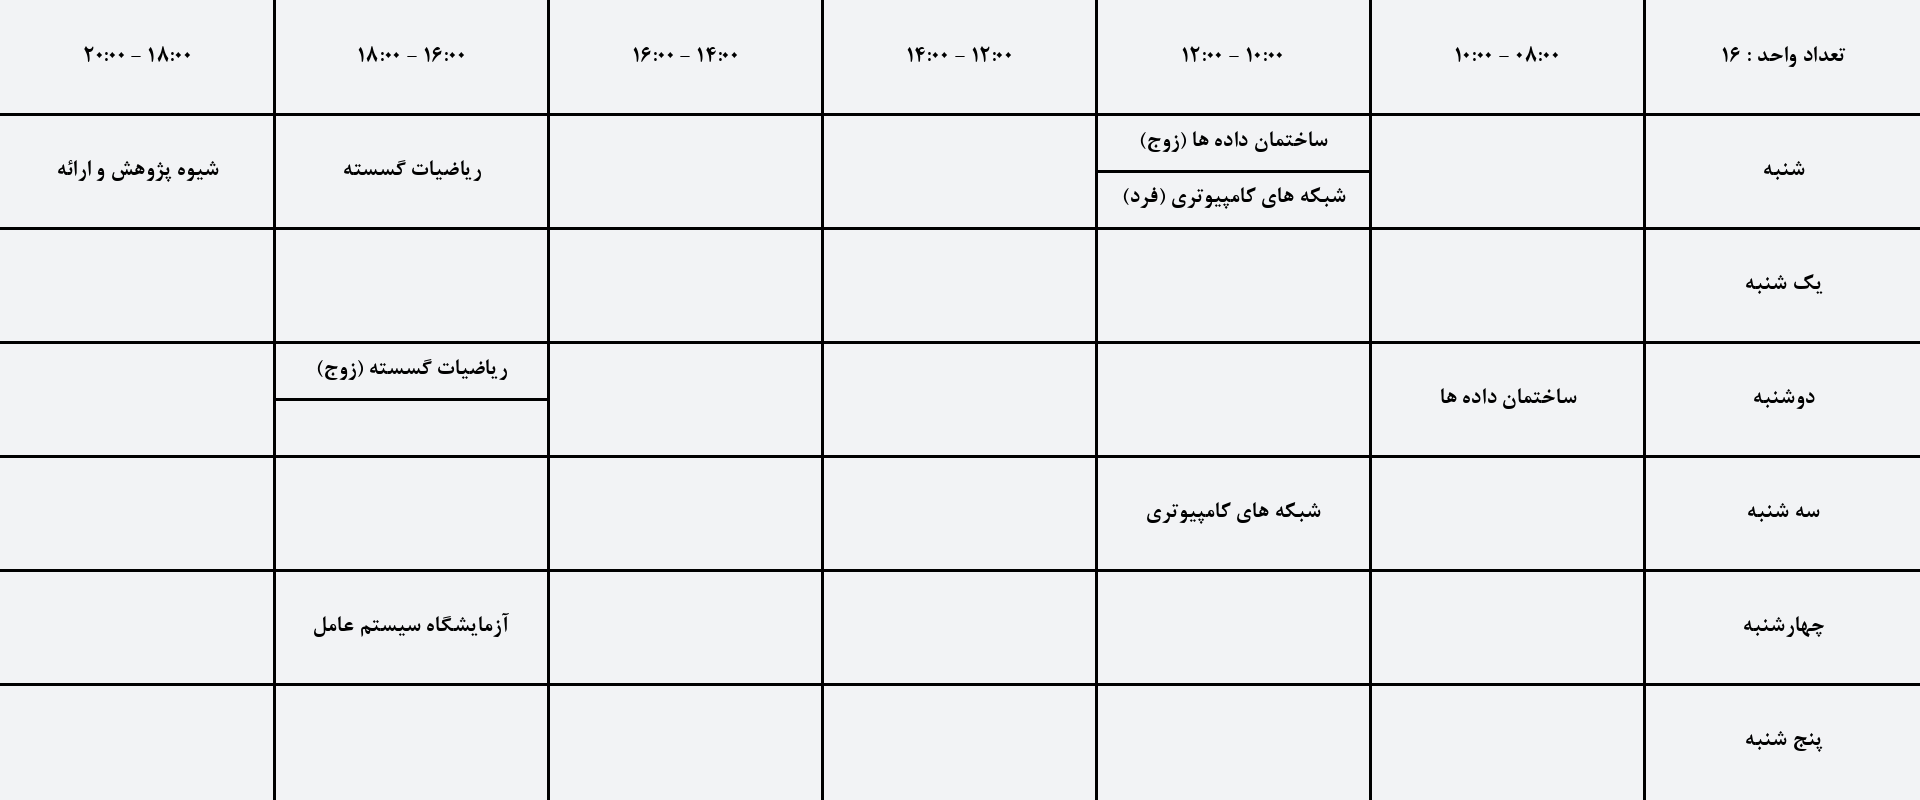 تعداد واحد : ۱۶
۰۸:۰۰ - ۱۰:۰۰
۱۰:۰۰ - ۱۲:۰۰
۱۲:۰۰ - ۱۴:۰۰
۱۴:۰۰ - ۱۶:۰۰
۱۶:۰۰ - ۱۸:۰۰
۱۸:۰۰ - ۲۰:۰۰
شنبه
ساختمان داده ها (زوج)
شبکه های کامپیوتری (فرد)
ریاضیات گسسته
شیوه پژوهش و ارائه
یک شنبه
دوشنبه
ساختمان داده ها
ریاضیات گسسته (زوج)
سه شنبه
شبکه های کامپیوتری
چهارشنبه
آزمایشگاه سیستم عامل
پنج شنبه